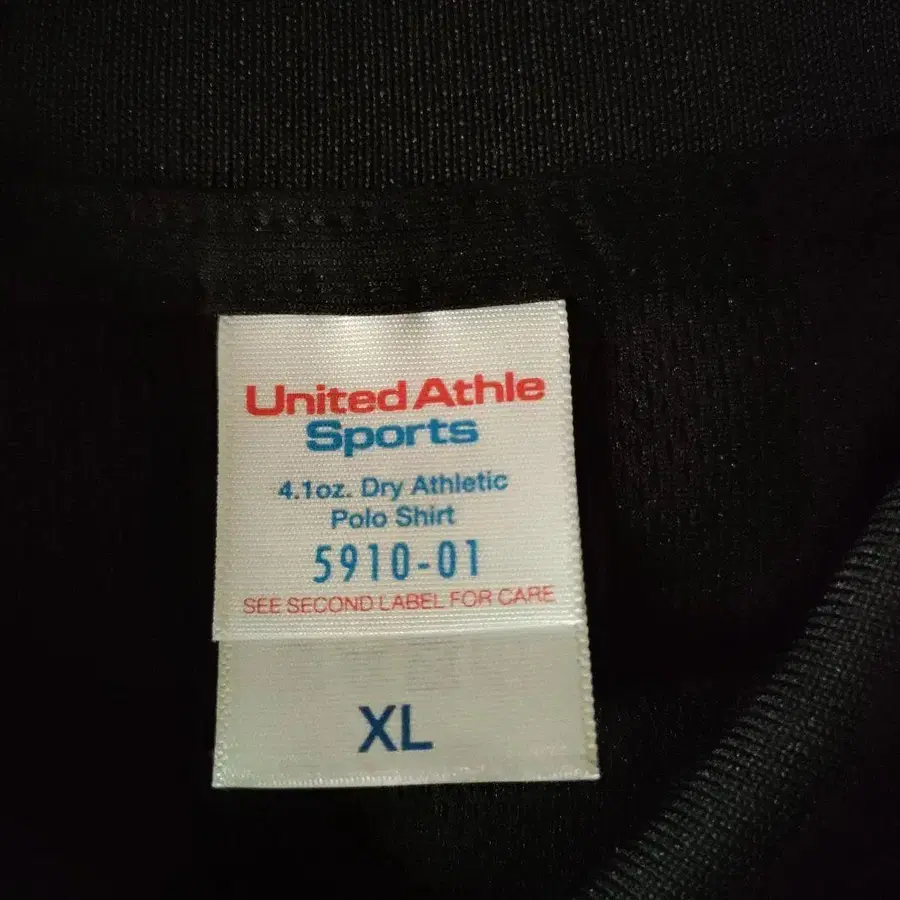 United Athle
Sports
4.1oz. Dry Athletic
Polo Shirt
5910-01
SEE SECOND LABEL FOR CARE
XL